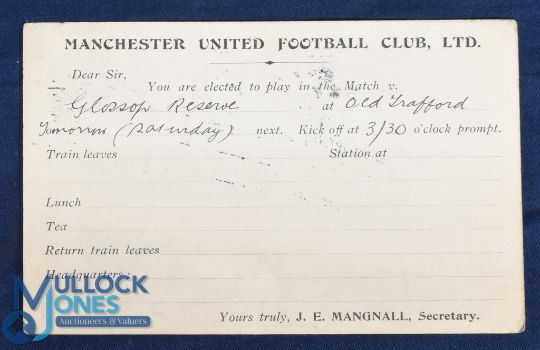 MANCHESTER UNITED FOOTBALL CLUB, LTD.
Dear Sir,
You are elected to play in the Match v.
Glossop Reserve at Old Trafford
Tomorrow (Saturday) next. Kick off at 3/30 o'clock prompt.
Train leaves Station at
Lunch
Tea
Return train leaves
Headquarters:
Yours truly, J. E. MANGNALL, Secretary.
MULLOCK
JONES
Auctioneers & Valuers